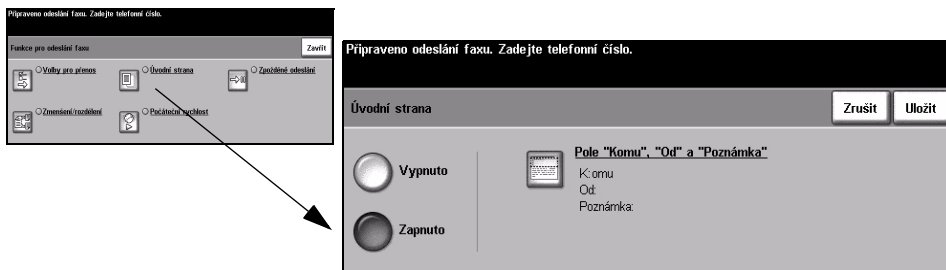 Připraveno odeslání faxu. Zadejte telefonní číslo.
Funkce pro odeslání faxu
Zavřít
Volby pro přenos
Úvodní strana
Zpožděné odeslání
Zmenšení/rozdělení
Počáteční rychlost
Připraveno odeslání faxu. Zadejte telefonní číslo.
Úvodní strana
Zrušit
Uložit
Vypnuto
Pole "Komu", "Od" a "Poznámka"
K:omu
Od:
Poznámka:
Zapnuto